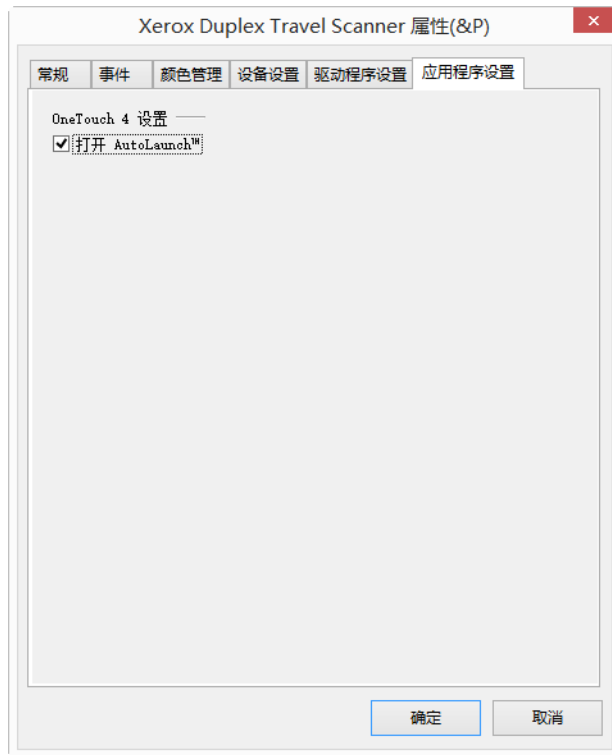 Xerox Duplex Travel Scanner 属性(&P)
常规 事件 颜色管理 设备设置 驱动程序设置 应用程序设置
OneTouch 4 设置
打开 AutoLaunch™
确定 取消